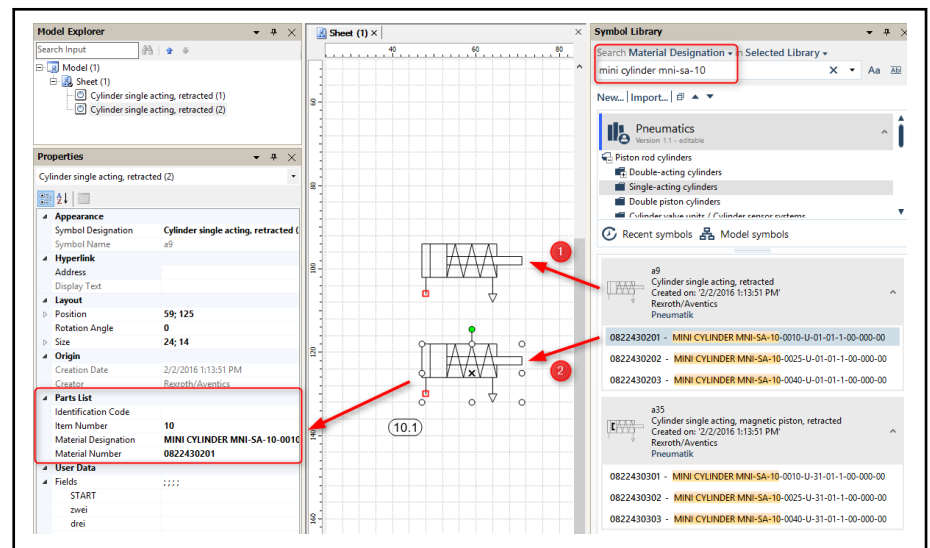 Model Explorer
Search Input
Model (1)
Sheet (1)
Cylinder single acting, retracted (1)
Cylinder single acting, retracted (2)
Properties
Cylinder single acting, retracted (2)
Appearance
Symbol Designation Cylinder single acting, retracted (
Symbol Name a9
Hyperlink
Address
Display Text
Layout
Position 59; 125
Rotation Angle 0
Size 24; 14
Origin
Creation Date 2/2/2016 1:13:51 PM
Creator Rexroth/Aventics
Parts List
Identification Code
Item Number 10
Material Designation MINI CYLINDER MNI-SA-10-0010
Material Number 0822430201
User Data
Fields ; ; ; ;
START
zwei
drei
Sheet (1)
40 60 80
60
80
100
120
140
160
1
2
10.1
Symbol Library
Search Material Designation in Selected Library
mini cylinder mni-sa-10 Aa Ab
New... Import...
Pneumatics
Version 1.1 - editable
Piston rod cylinders
Double-acting cylinders
Single-acting cylinders
Double piston cylinders
Cylinder valve units / Cylinder sensor systems
Recent symbols Model symbols
a9
Cylinder single acting, retracted
Created on: '2/2/2016 1:13:51 PM'
Rexroth/Aventics
Pneumatik
0822430201 - MINI CYLINDER MNI-SA-10-0010-U-01-01-1-00-000-00
0822430202 - MINI CYLINDER MNI-SA-10-0025-U-01-01-1-00-000-00
0822430203 - MINI CYLINDER MNI-SA-10-0040-U-01-01-1-00-000-00
a35
Cylinder single acting, magnetic piston, retracted
Created on: '2/2/2016 1:13:51 PM'
Rexroth/Aventics
Pneumatik
0822430301 - MINI CYLINDER MNI-SA-10-0010-U-31-01-1-00-000-00
0822430302 - MINI CYLINDER MNI-SA-10-0025-U-31-01-1-00-000-00
0822430303 - MINI CYLINDER MNI-SA-10-0040-U-31-01-1-00-000-00